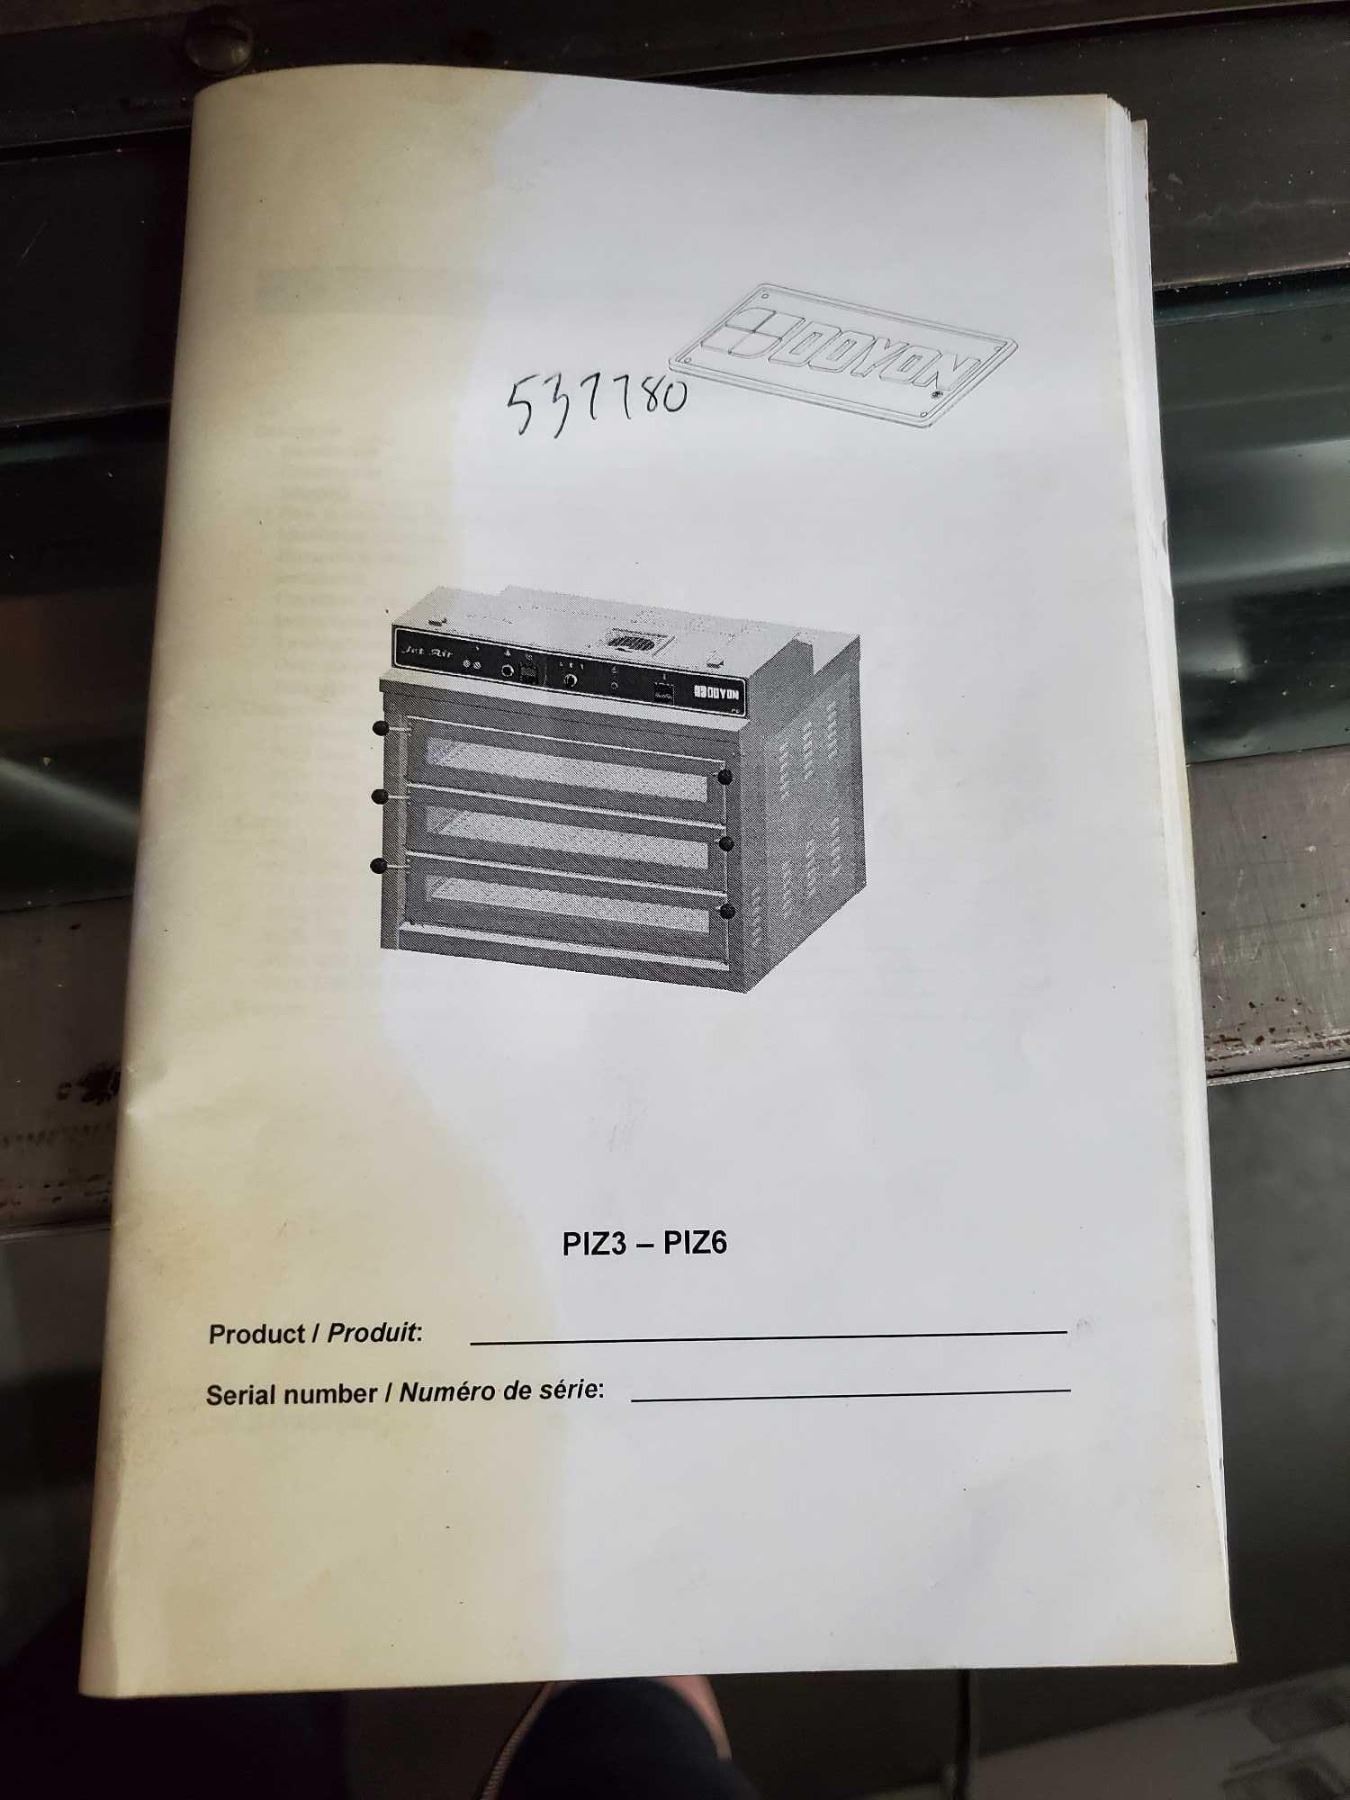 DOYON
537780
Jet Air
DOYON
PIZ3 – PIZ6
Product / Produit:
Serial number / Numéro de série: